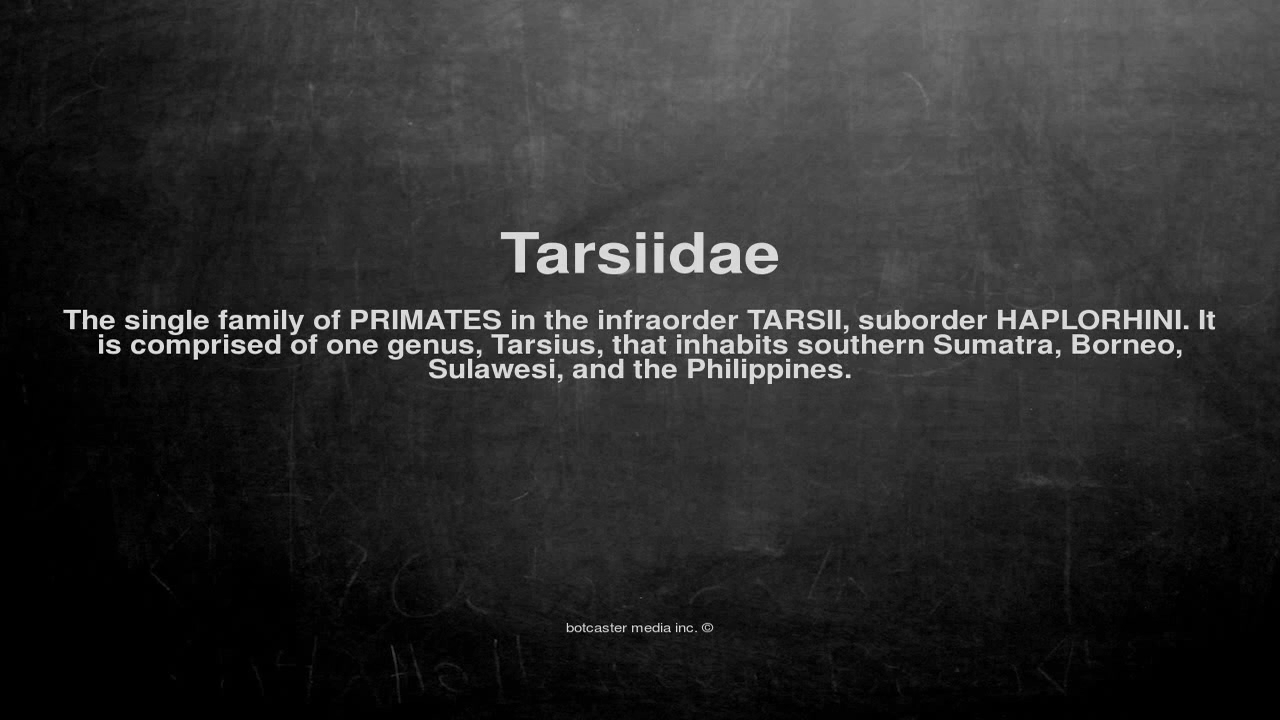 Tarsiidae
The single family of PRIMATES in the infraorder TARSII, suborder HAPLORHINI. It
is comprised of one genus, Tarsius, that inhabits southern Sumatra, Borneo,
Sulawesi, and the Philippines.
botcaster media inc. ©